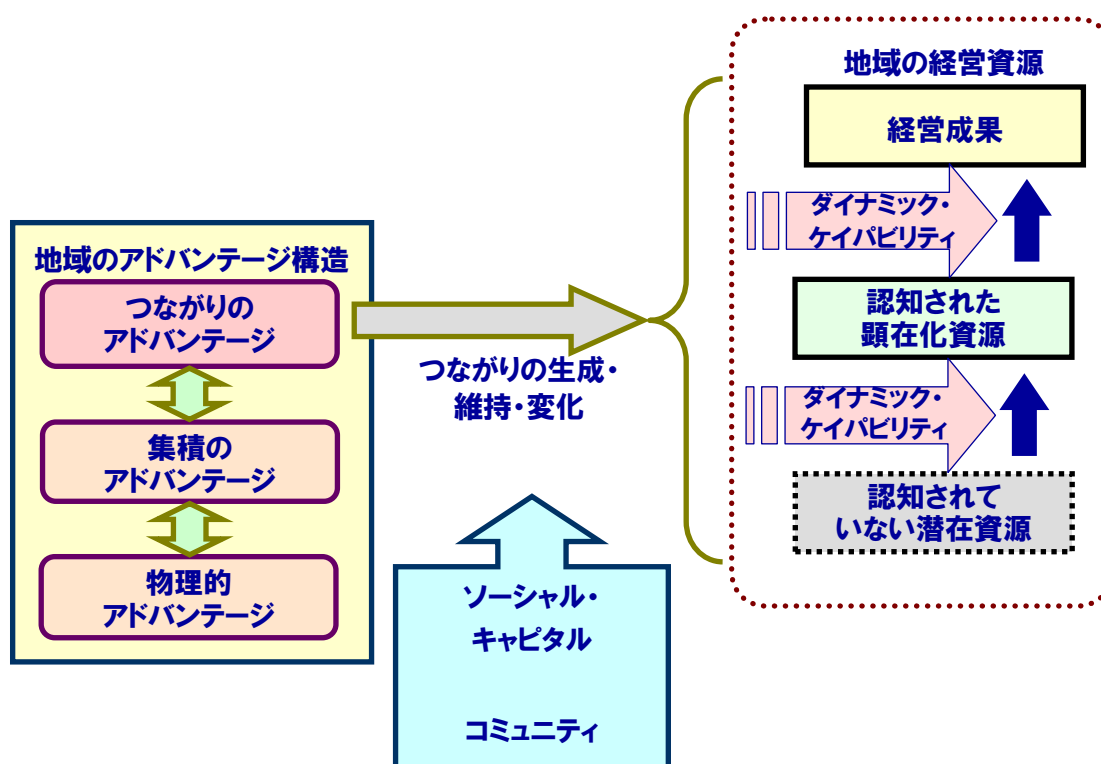 地域のアドバンテージ構造
つながりの
アドバンテージ
集積の
アドバンテージ
物理的
アドバンテージ
つながりの生成・
維持・変化
ソーシャル・
キャピタル
コミュニティ
地域の経営資源
経営成果
ダイナミック・
ケイパビリティ
認知された
顕在化資源
ダイナミック・
ケイパビリティ
認知されて
いない潜在資源